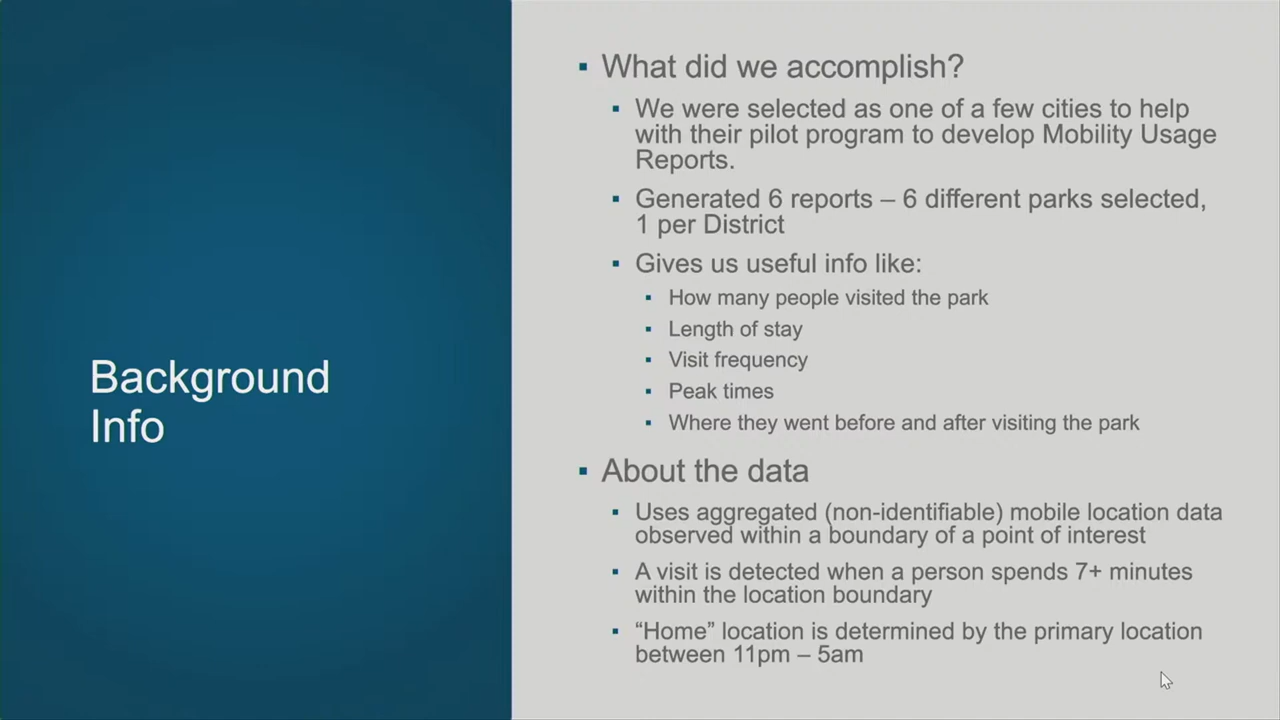 Background
Info
What did we accomplish?
We were selected as one of a few cities to help
with their pilot program to develop Mobility Usage
Reports.
Generated 6 reports – 6 different parks selected,
1 per District
Gives us useful info like:
How many people visited the park
Length of stay
Visit frequency
Peak times
Where they went before and after visiting the park
About the data
Uses aggregated (non-identifiable) mobile location data
observed within a boundary of a point of interest
A visit is detected when a person spends 7+ minutes
within the location boundary
“Home” location is determined by the primary location
between 11pm – 5am